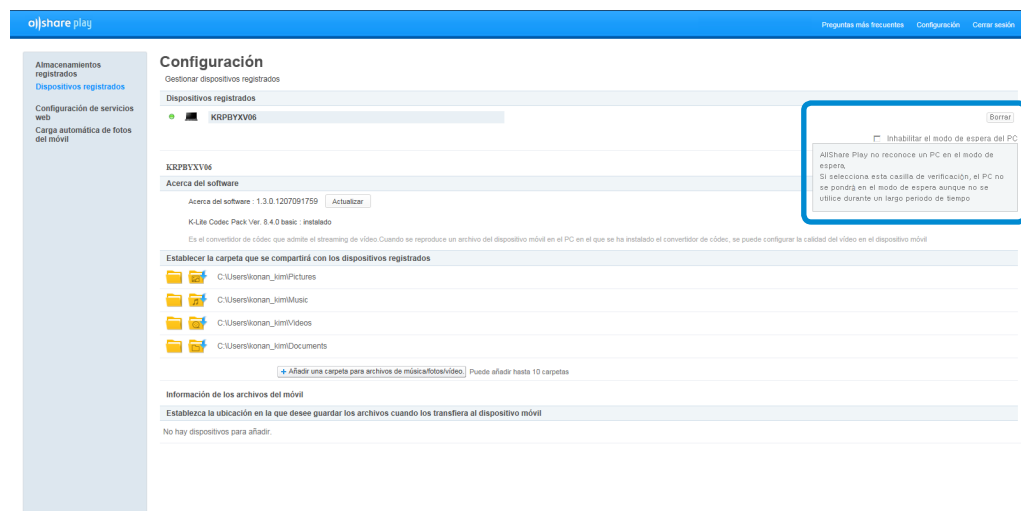 allshare play
Preguntas más frecuentes Configuración Cerrar sesión
Almacenamientos
registrados
Dispositivos registrados
Configuración de servicios
web
Carga automática de fotos
del móvil
Configuración
Gestionar dispositivos registrados
Dispositivos registrados
KRPBYXV06
Borrar
Inhabilitar el modo de espera del PC
AllShare Play no reconoce un PC en el modo de
espera,
Si selecciona esta casilla de verificación, el PC no
se pondrá en el modo de espera aunque no se
utilice durante un largo periodo de tiempo
KRPBYXV06
Acerca del software
Acerca del software : 1.3.0.1207091759 Actualizar
K-Lite Codec Pack Ver. 8.4.0 basic : instalado
Es el convertidor de códec que admite el streaming de vídeo.Cuando se reproduce un archivo del dispositivo móvil en el PC en el que se ha instalado el convertidor de códec, se puede configurar la calidad del vídeo en el dispositivo móvil
Establecer la carpeta que se compartirá con los dispositivos registrados
C:\Users\konan_kim\Pictures
C:\Users\konan_kim\Music
C:\Users\konan_kim\Videos
C:\Users\konan_kim\Documents
+ Añadir una carpeta para archivos de música/fotos/vídeo. Puede añadir hasta 10 carpetas
Información de los archivos del móvil
Establezca la ubicación en la que desee guardar los archivos cuando los transfiera al dispositivo móvil
No hay dispositivos para añadir.